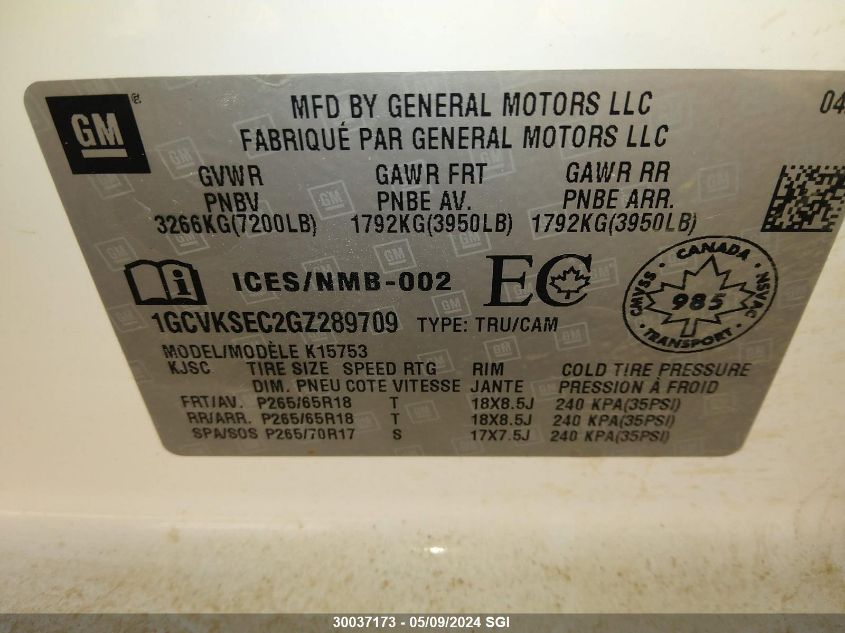 GM
MFD BY GENERAL MOTORS LLC
04
FABRIQUÉ PAR GENERAL MOTORS LLC
GVWR GAWR FRT GAWR RR
PNBV PNBE AV. PNBE ARR.
3266KG(7200LB) 1792KG(3950LB) 1792KG(3950LB)
i ICES/NMB-002 EC
CANADA
CMVSS 985 NSVAC
TRANSPORT
1GCVKSEC2GZ289709 TYPE: TRU/CAM
MODEL/MODÈLE K15753
KJSC TIRE SIZE SPEED RTG RIM COLD TIRE PRESSURE
DIM. PNEU COTE VITESSE JANTE PRESSION À FROID
FRT/AV. P265/65R18 T 18X8.5J 240 KPA(35PSI)
RR/ARR. P265/65R18 T 18X8.5J 240 KPA(35PSI)
SPA/SOS P265/70R17 S 17X7.5J 240 KPA(35PSI)
30037173 - 05/09/2024 SGI